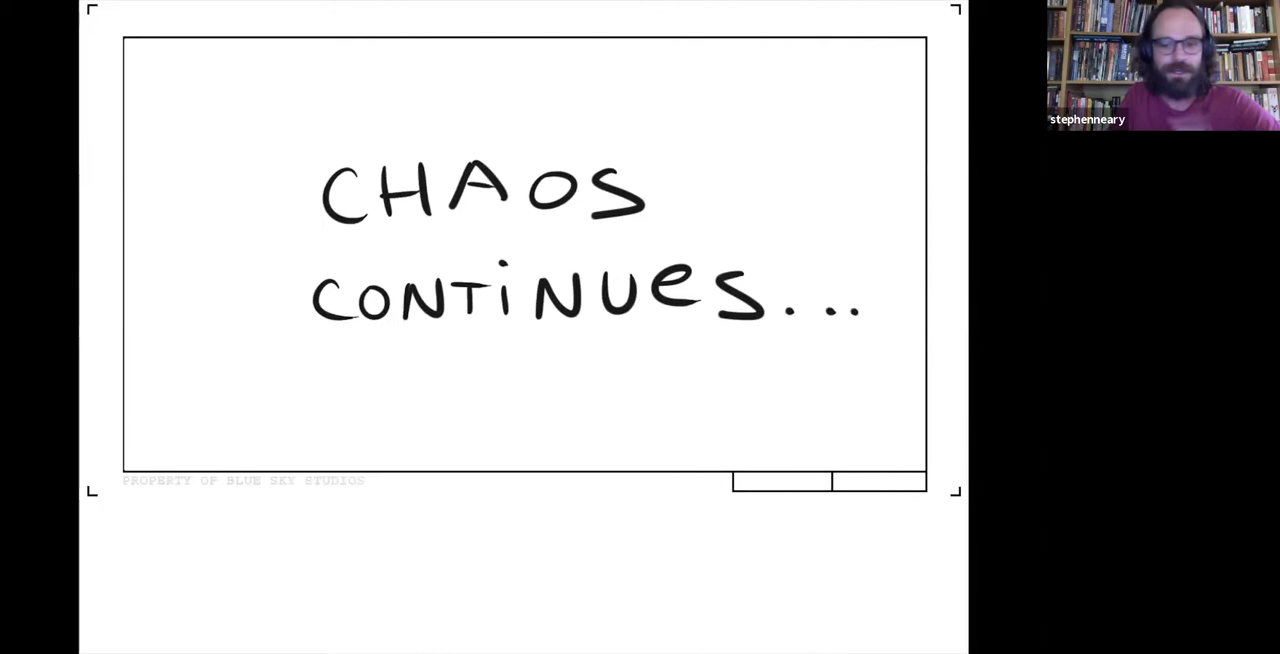 stephenneary
CHAOS
CONTiNUeS...
PROPERTY OF BLUE SKY STUDIOS